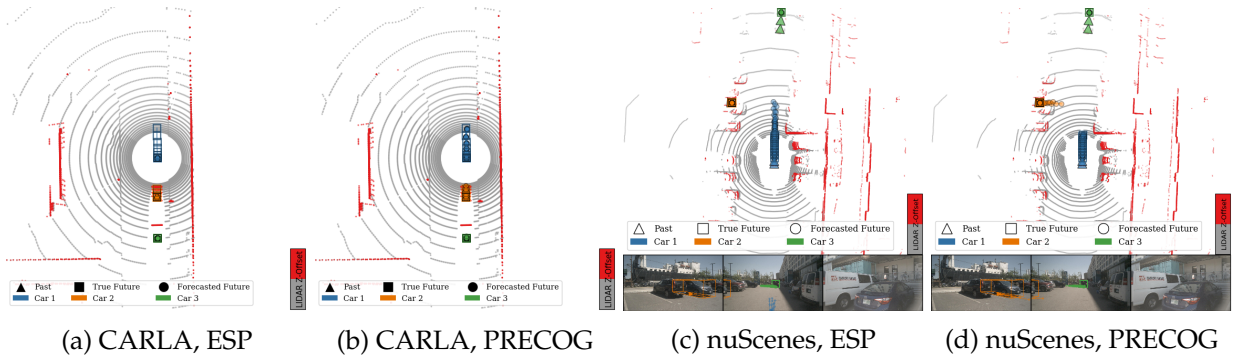 LIDAR Z-Offset
LIDAR Z-Offset
LIDAR Z-Offset
LIDAR Z-Offset
Past True Future Forecasted Future
Car 1 Car 2 Car 3
Past True Future Forecasted Future
Car 1 Car 2 Car 3
Past True Future Forecasted Future
Car 1 Car 2 Car 3
Past True Future Forecasted Future
Car 1 Car 2 Car 3
(a) CARLA, ESP
(b) CARLA, PRECOG
(c) nuScenes, ESP
(d) nuScenes, PRECOG